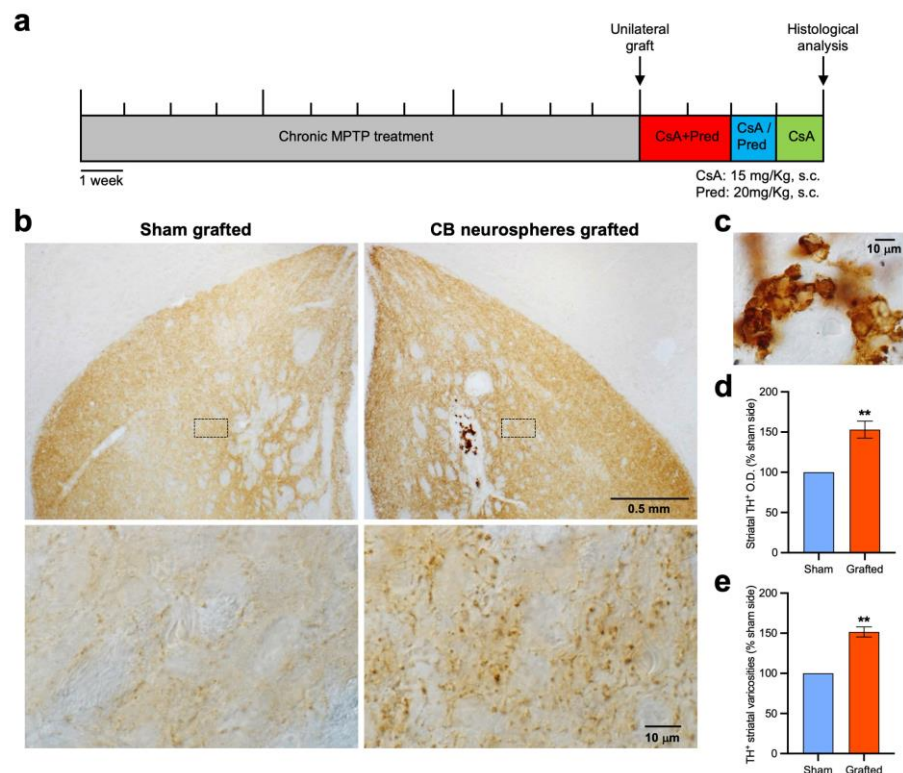 a
Unilateral
graft
Histological
analysis
Chronic MPTP treatment
CsA+Pred
CsA /
Pred
CsA
1 week
CsA: 15 mg/Kg, s.c.
Pred: 20mg/Kg, s.c.
b
Sham grafted
CB neurospheres grafted
0.5 mm
10 μm
c
10 μm
d
Striatal TH⁺ O.D. (% sham side)
200
150
100
50
0
**
Sham
Grafted
e
TH⁺ striatal varicosities (% sham side)
200
150
100
50
0
**
Sham
Grafted